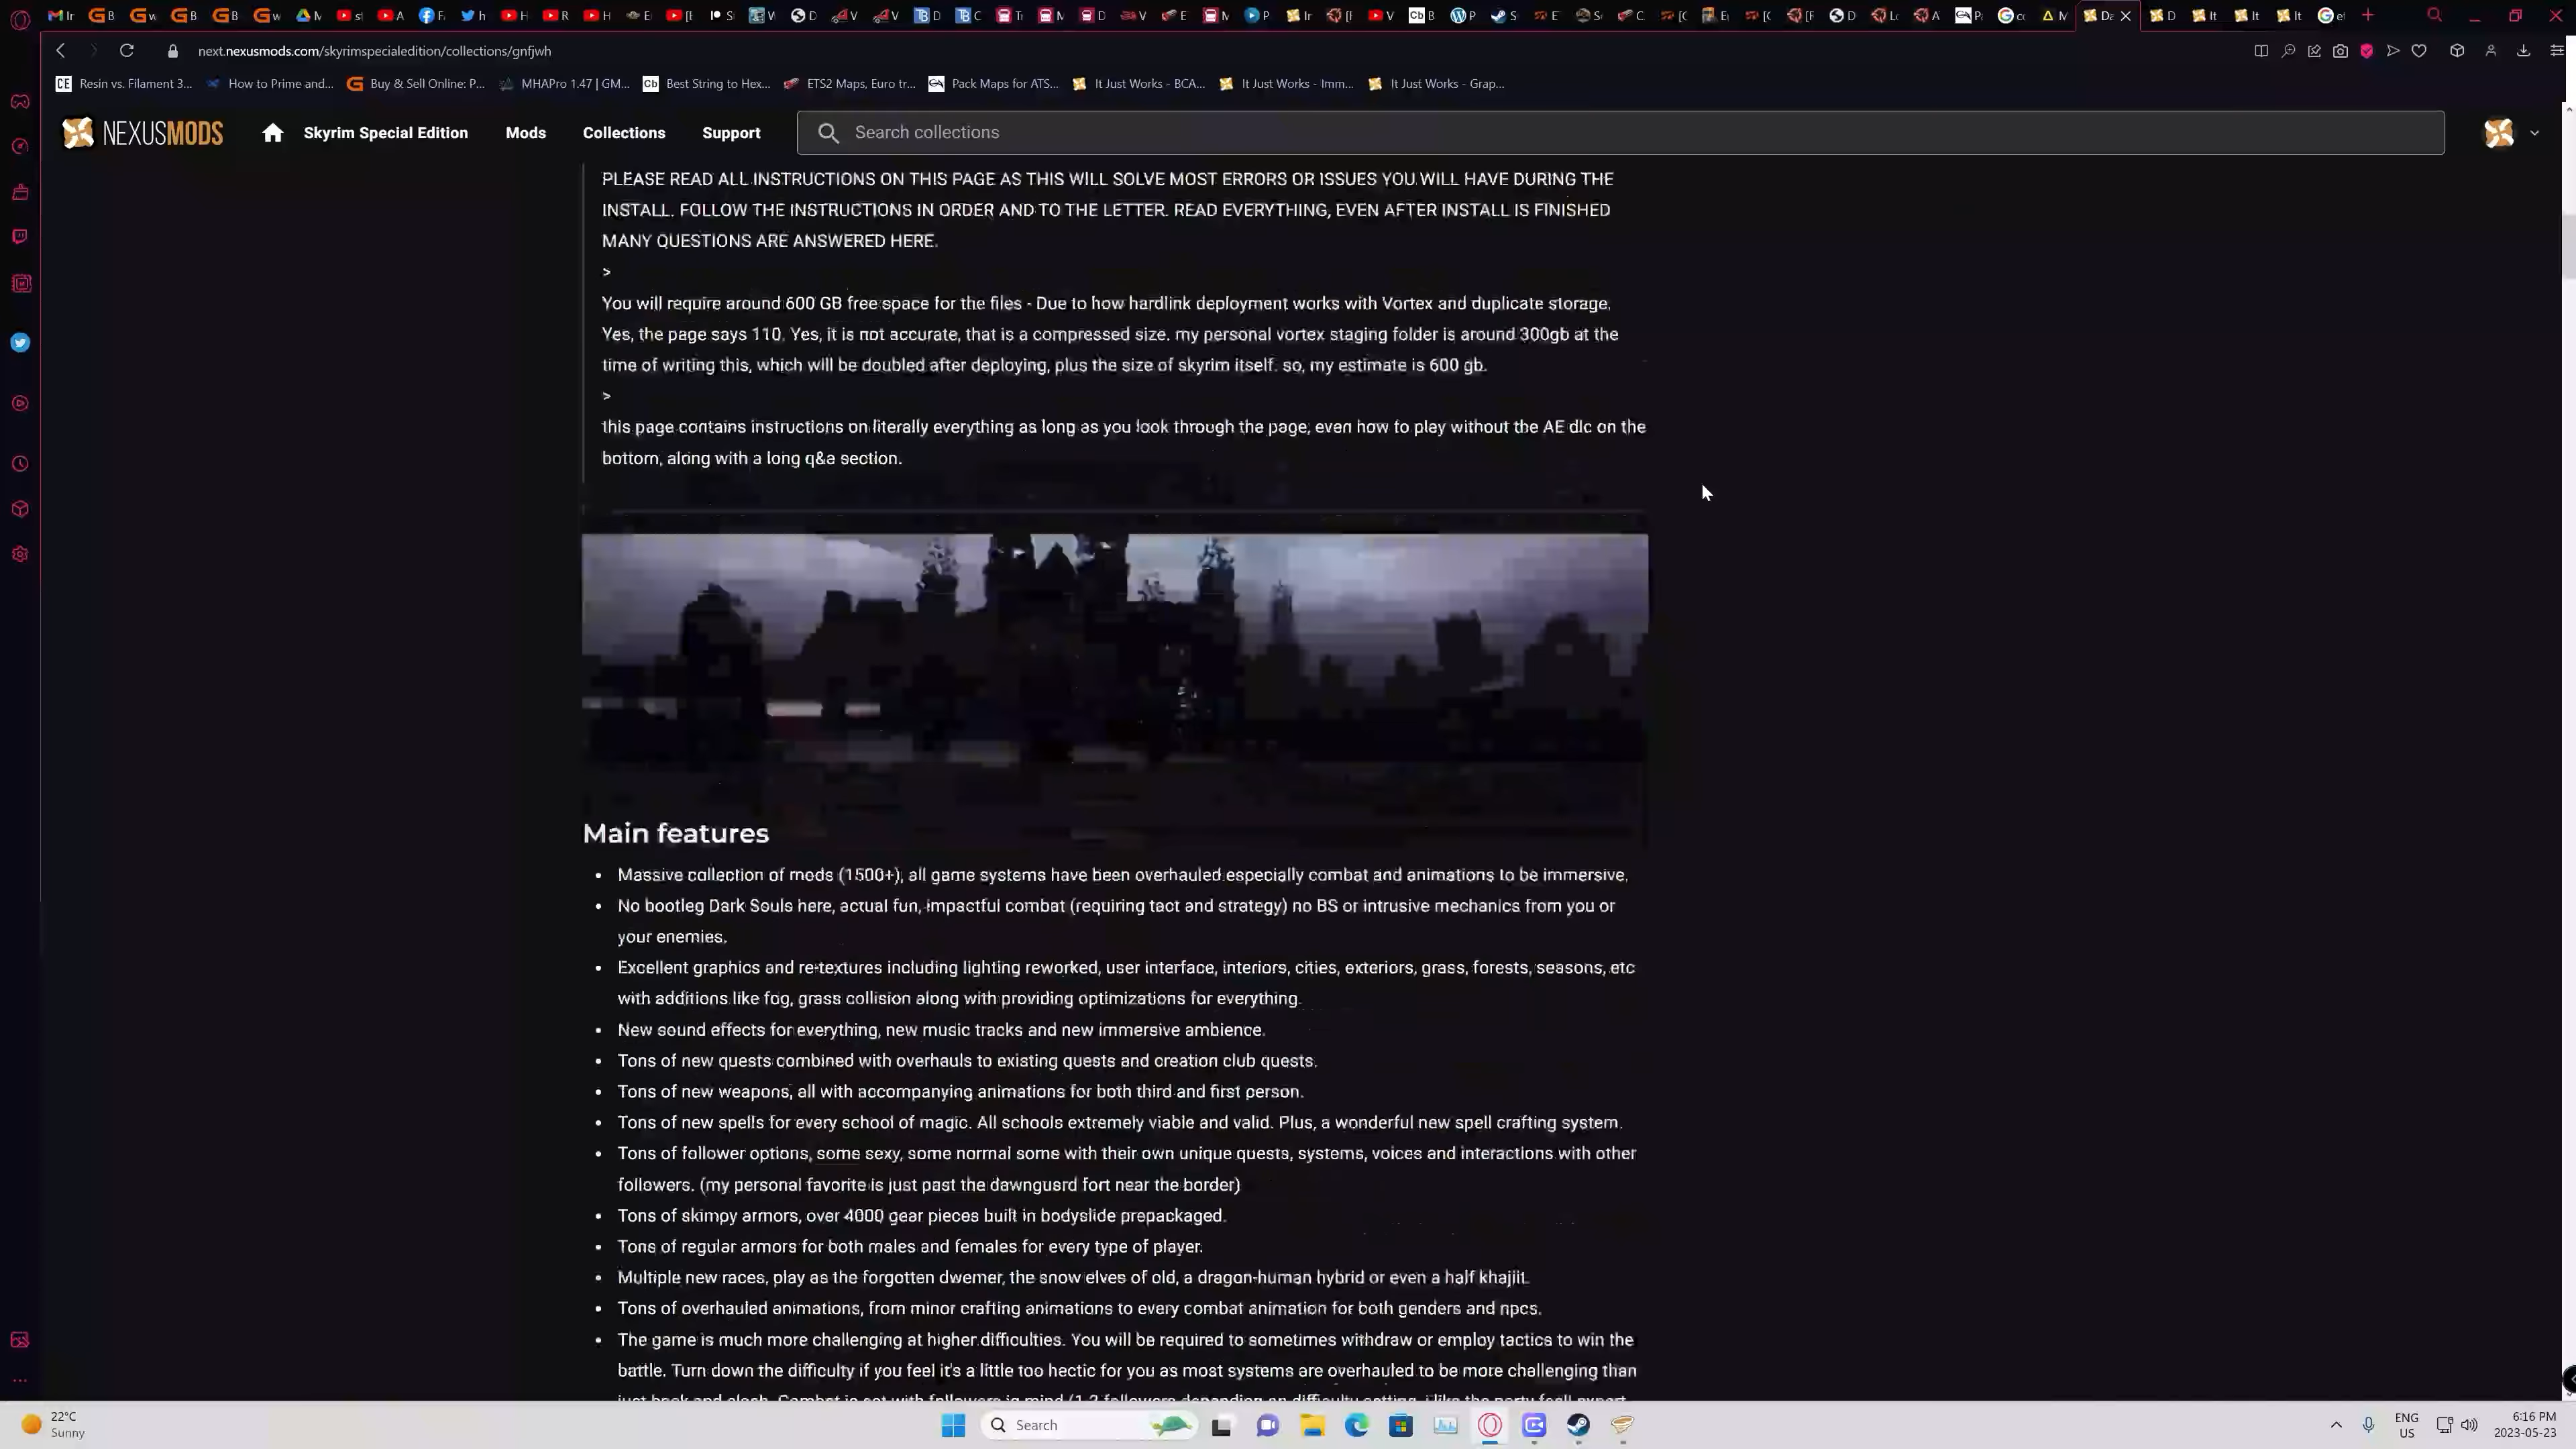 next.nexusmods.com/skyrimspecialedition/collections/gnfjwh
Resin vs. Filament 3... How to Prime and... Buy & Sell Online: P... MHAPro 1.47 | GM... Best String to Hex... ETS2 Maps, Euro tr... Pack Maps for ATS... It Just Works - BCA... It Just Works - Imm... It Just Works - Grap...
NEXUSMODS Skyrim Special Edition Mods Collections Support Search collections
PLEASE READ ALL INSTRUCTIONS ON THIS PAGE AS THIS WILL SOLVE MOST ERRORS OR ISSUES YOU WILL HAVE DURING THE
INSTALL. FOLLOW THE INSTRUCTIONS IN ORDER AND TO THE LETTER. READ EVERYTHING, EVEN AFTER INSTALL IS FINISHED
MANY QUESTIONS ARE ANSWERED HERE.
>
You will require around 600 GB free space for the files - Due to how hardlink deployment works with Vortex and duplicate storage.
Yes, the page says 110. Yes, it is not accurate, that is a compressed size. my personal vortex staging folder is around 300gb at the
time of writing this, which will be doubled after deploying, plus the size of skyrim itself. so, my estimate is 600 gb.
>
this page contains instructions on literally everything as long as you look through the page, even how to play without the AE dlc on the
bottom, along with a long q&a section.
Main features
• Massive collection of mods (1500+), all game systems have been overhauled especially combat and animations to be immersive.
• No bootleg Dark Souls here, actual fun, impactful combat (requiring tact and strategy) no BS or intrusive mechanics from you or
your enemies.
• Excellent graphics and re-textures including lighting reworked, user interface, interiors, cities, exteriors, grass, forests, seasons, etc
with additions like fog, grass collision along with providing optimizations for everything.
• New sound effects for everything, new music tracks and new immersive ambience.
• Tons of new quests combined with overhauls to existing quests and creation club quests.
• Tons of new weapons, all with accompanying animations for both third and first person.
• Tons of new spells for every school of magic. All schools extremely viable and valid. Plus, a wonderful new spell crafting system.
• Tons of follower options, some sexy, some normal some with their own unique quests, systems, voices and interactions with other
followers. (my personal favorite is just past the dawnguard fort near the border)
• Tons of skimpy armors, over 4000 gear pieces built in bodyslide prepackaged.
• Tons of regular armors for both males and females for every type of player.
• Multiple new races, play as the forgotten dwemer, the snow elves of old, a dragon-human hybrid or even a half khajiit.
• Tons of overhauled animations, from minor crafting animations to every combat animation for both genders and npcs.
• The game is much more challenging at higher difficulties. You will be required to sometimes withdraw or employ tactics to win the
battle. Turn down the difficulty if you feel it's a little too hectic for you as most systems are overhauled to be more challenging than
22°C
Sunny
Search
ENG
US
6:16 PM
2023-05-23